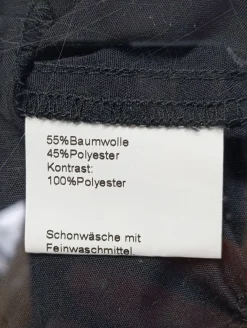 55%Baumwolle
45%Polyester
Kontrast:
100%Polyester
Schonwäsche mit
Feinwaschmittel